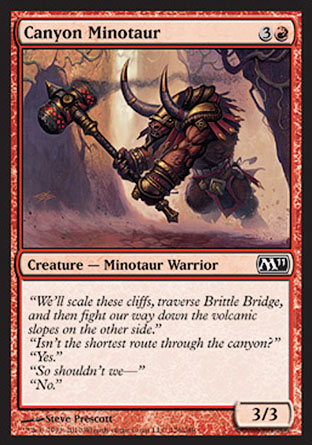 Canyon Minotaur 3
Creature — Minotaur Warrior M11
“We’ll scale these cliffs, traverse Brittle Bridge,
and then fight our way down the volcanic
slopes on the other side.”
“Isn’t the shortest route through the canyon?”
“Yes.”
“So shouldn’t we—”
“No.”
Steve Prescott
3/3